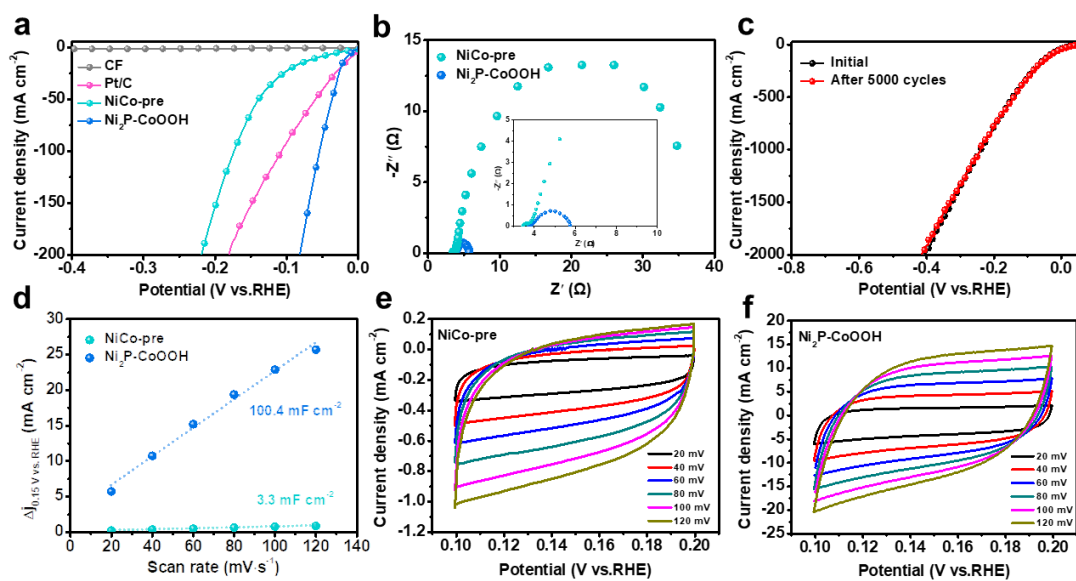 a
0
-50
-100
-150
-200
Current density (mA cm⁻²)
CF
Pt/C
NiCo-pre
Ni₂P-CoOOH
-0.4
-0.3
-0.2
-0.1
0.0
Potential (V vs.RHE)
b
-15
-12
-9
-6
-3
0
-Z″ (Ω)
NiCo-pre
Ni₂P-CoOOH
5
4
3
2
1
0
-Z″ (Ω)
4
6
8
10
Z′ (Ω)
0
10
20
30
40
Z′ (Ω)
c
0
-500
-1000
-1500
-2000
Current density (mA cm⁻²)
Initial
After 5000 cycles
-0.8
-0.6
-0.4
-0.2
0.0
Potential (V vs.RHE)
d
30
25
20
15
10
5
0
Δj0.15 V vs. RHE (mA cm⁻²)
NiCo-pre
Ni₂P-CoOOH
100.4 mF cm⁻²
3.3 mF cm⁻²
0
20
40
60
80
100
120
140
Scan rate (mV·s⁻¹)
e
0.2
0.0
-0.2
-0.4
-0.6
-0.8
-1.0
-1.2
Current density (mA cm⁻²)
NiCo-pre
20 mV
40 mV
60 mV
80 mV
100 mV
120 mV
0.10
0.12
0.14
0.16
0.18
0.20
Potential (V vs.RHE)
f
20
15
10
5
0
-5
-10
-15
-20
-25
Current density (mA cm⁻²)
Ni₂P-CoOOH
20 mV
40 mV
60 mV
80 mV
100 mV
120 mV
0.10
0.12
0.14
0.16
0.18
0.20
Potential (V vs.RHE)